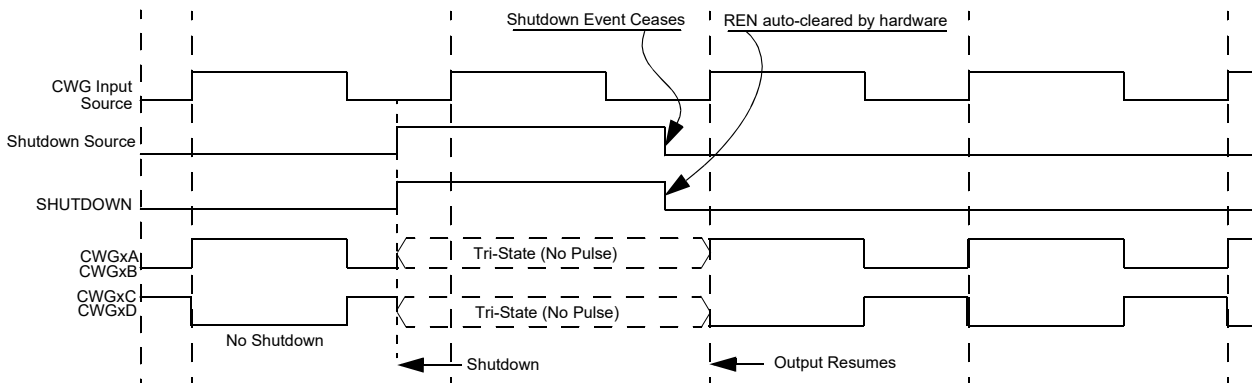 Shutdown Event Ceases
REN auto-cleared by hardware
CWG Input
Source
Shutdown Source
SHUTDOWN
CWGxA
CWGxB
Tri-State (No Pulse)
CWGxC
CWGxD
Tri-State (No Pulse)
No Shutdown
Shutdown
Output Resumes